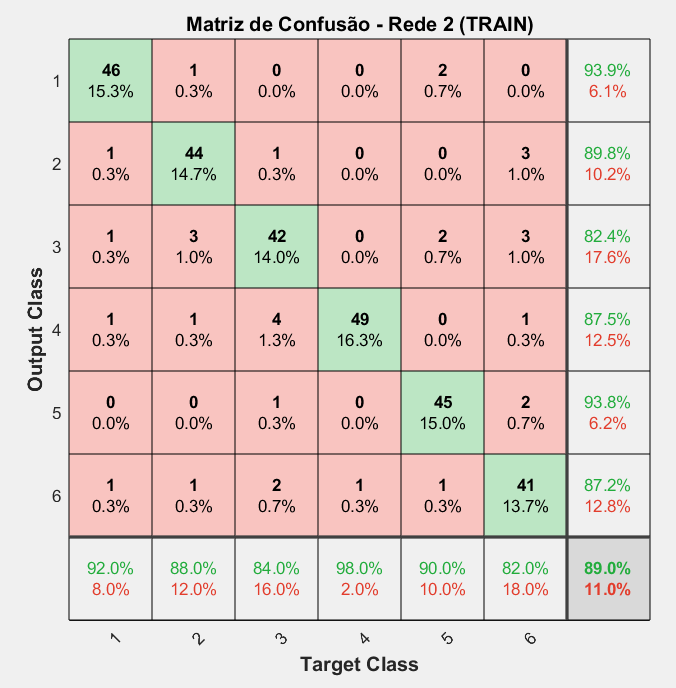 Matriz de Confusão - Rede 2 (TRAIN)
46 1 0 0 2 0 93.9%
1
15.3% 0.3% 0.0% 0.0% 0.7% 0.0% 6.1%
1 44 1 0 0 3 89.8%
2
0.3% 14.7% 0.3% 0.0% 0.0% 1.0% 10.2%
1 3 42 0 2 3 82.4%
3
0.3% 1.0% 14.0% 0.0% 0.7% 1.0% 17.6%
1 1 4 49 0 1 87.5%
4
0.3% 0.3% 1.3% 16.3% 0.0% 0.3% 12.5%
0 0 1 0 45 2 93.8%
5
0.0% 0.0% 0.3% 0.0% 15.0% 0.7% 6.2%
1 1 2 1 1 41 87.2%
6
0.3% 0.3% 0.7% 0.3% 0.3% 13.7% 12.8%
92.0% 88.0% 84.0% 98.0% 90.0% 82.0% 89.0%
8.0% 12.0% 16.0% 2.0% 10.0% 18.0% 11.0%
1 2 3 4 5 6
Target Class
Output Class